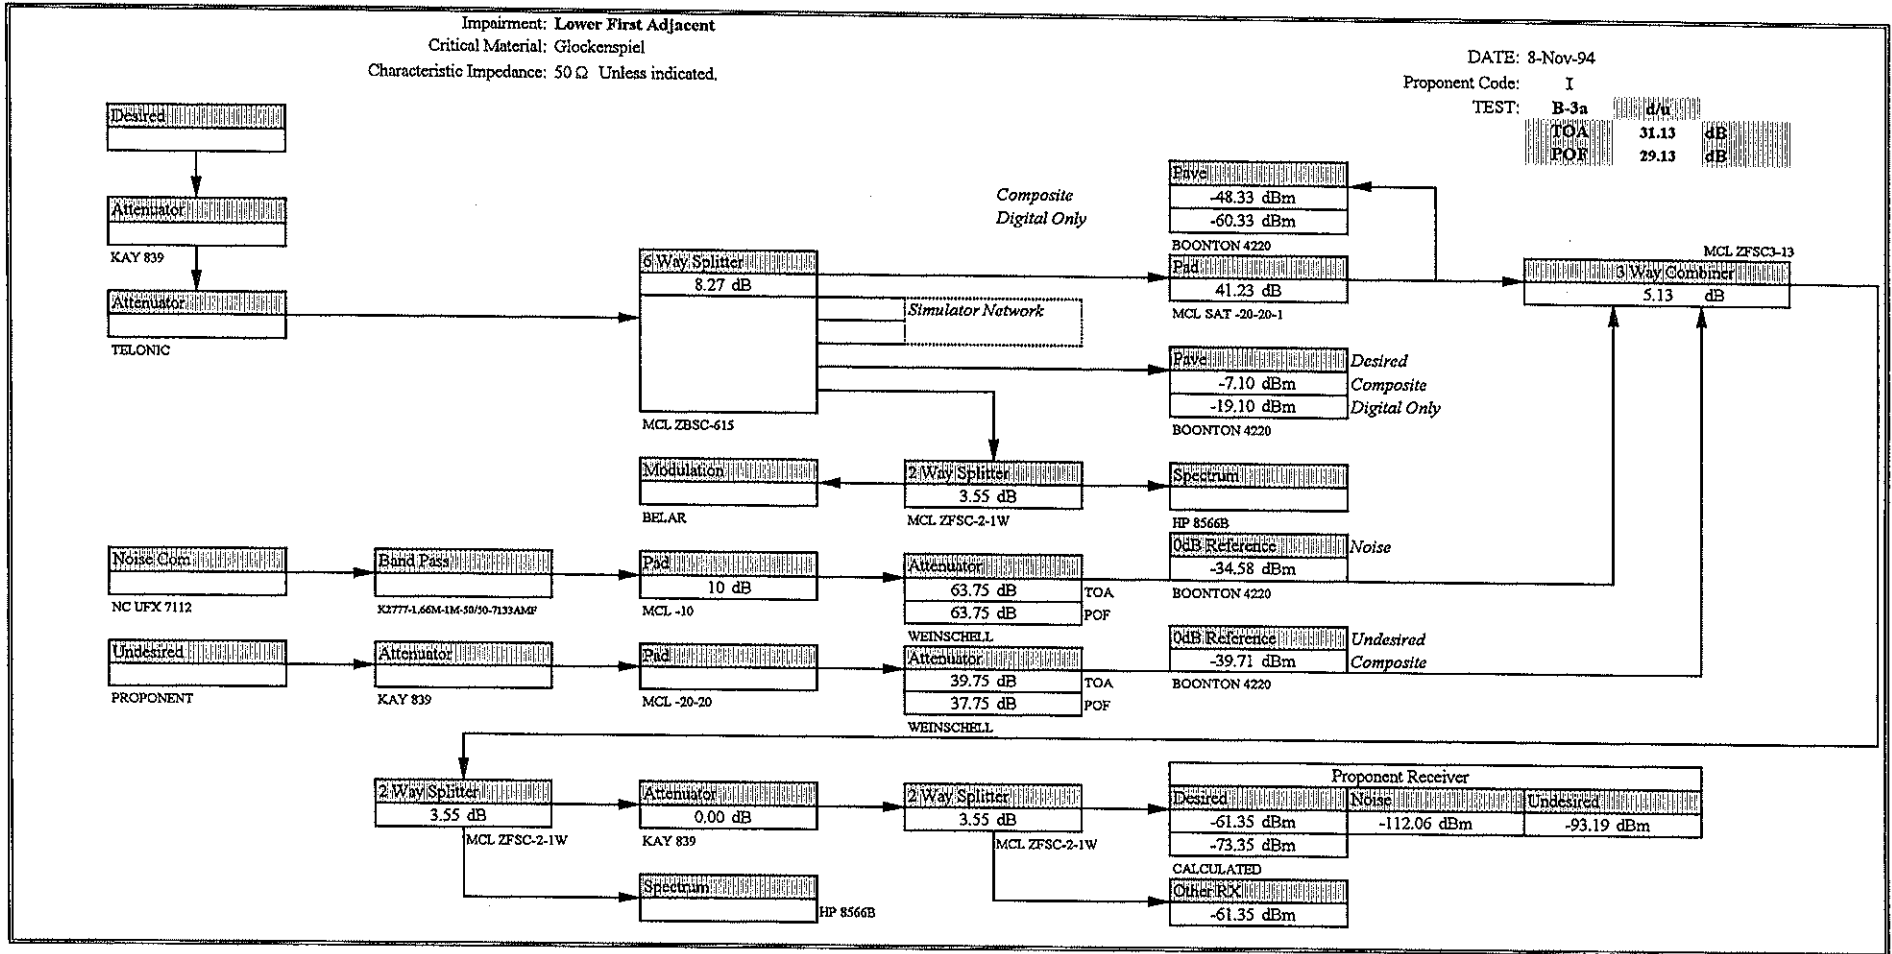 Impairment: Lower First Adjacent
Critical Material: Glockenspiel
Characteristic Impedance: 50 Ω Unless indicated.
DATE: 8-Nov-94
Proponent Code: I
TEST: B-3a d/u
TOA 31.13 dB
POF 29.13 dB
Desired
Attenuator
KAY 839
Attenuator
TELONIC
6 Way Splitter
8.27 dB
MCL ZBSC-615
Simulator Network
Composite
Digital Only
Pave
-48.33 dBm
-60.33 dBm
BOONTON 4220
Pad
41.23 dB
MCL SAT -20-20-1
MCL ZFSC3-13
3 Way Combiner
5.13 dB
Pave
-7.10 dBm
-19.10 dBm
BOONTON 4220
Desired
Composite
Digital Only
Modulation
BELAR
2 Way Splitter
3.55 dB
MCL ZFSC-2-1W
Spectrum
HP 8566B
Noise Com
NC UFX 7112
Band Pass
K2777-1.66M-1M-50/50-7133AMF
Pad
10 dB
MCL -10
Attenuator
63.75 dB TOA
63.75 dB POF
WEINSCHELL
0dB Reference Noise
-34.58 dBm
BOONTON 4220
Undesired
PROPONENT
Attenuator
KAY 839
Pad
MCL -20-20
Attenuator
39.75 dB TOA
37.75 dB POF
WEINSCHELL
0dB Reference Undesired
-39.71 dBm Composite
BOONTON 4220
2 Way Splitter
3.55 dB
MCL ZFSC-2-1W
Attenuator
0.00 dB
KAY 839
2 Way Splitter
3.55 dB
MCL ZFSC-2-1W
Proponent Receiver
Desired Noise Undesired
-61.35 dBm -112.06 dBm -93.19 dBm
-73.35 dBm
CALCULATED
Spectrum
HP 8566B
Other RX
-61.35 dBm